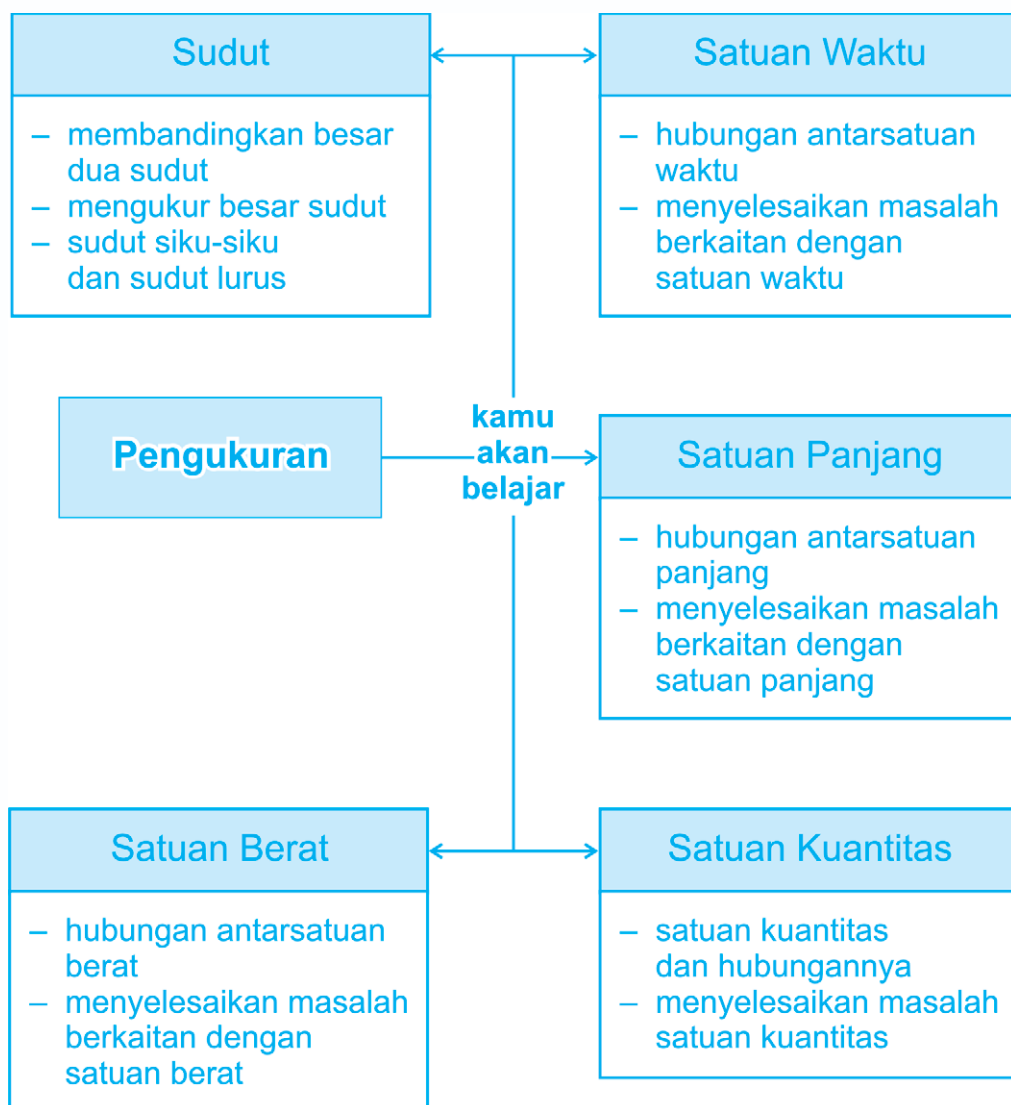 Sudut
– membandingkan besar
dua sudut
– mengukur besar sudut
– sudut siku-siku
dan sudut lurus
Satuan Waktu
– hubungan antarsatuan
waktu
– menyelesaikan masalah
berkaitan dengan
satuan waktu
Pengukuran
kamu
akan
belajar
Satuan Panjang
– hubungan antarsatuan
panjang
– menyelesaikan masalah
berkaitan dengan
satuan panjang
Satuan Berat
– hubungan antarsatuan
berat
– menyelesaikan masalah
berkaitan dengan
satuan berat
Satuan Kuantitas
– satuan kuantitas
dan hubungannya
– menyelesaikan masalah
satuan kuantitas